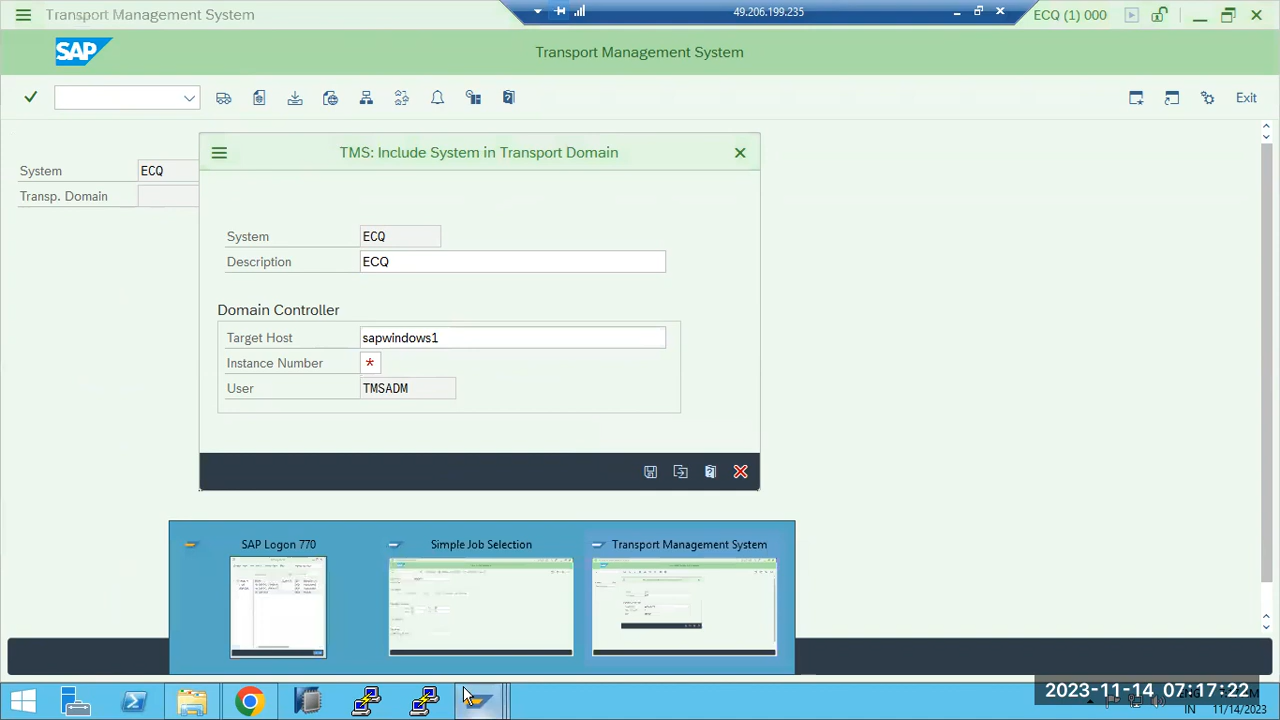 Transport Management System
49.206.199.235
ECQ (1) 000
SAP
Transport Management System
Exit
System ECQ
Transp. Domain
TMS: Include System in Transport Domain
System ECQ
Description ECQ
Domain Controller
Target Host sapwindows1
Instance Number *
User TMSADM
SAP Logon 770
Simple Job Selection
Transport Management System
2023-11-14 07:17:22
IN 11/14/2023